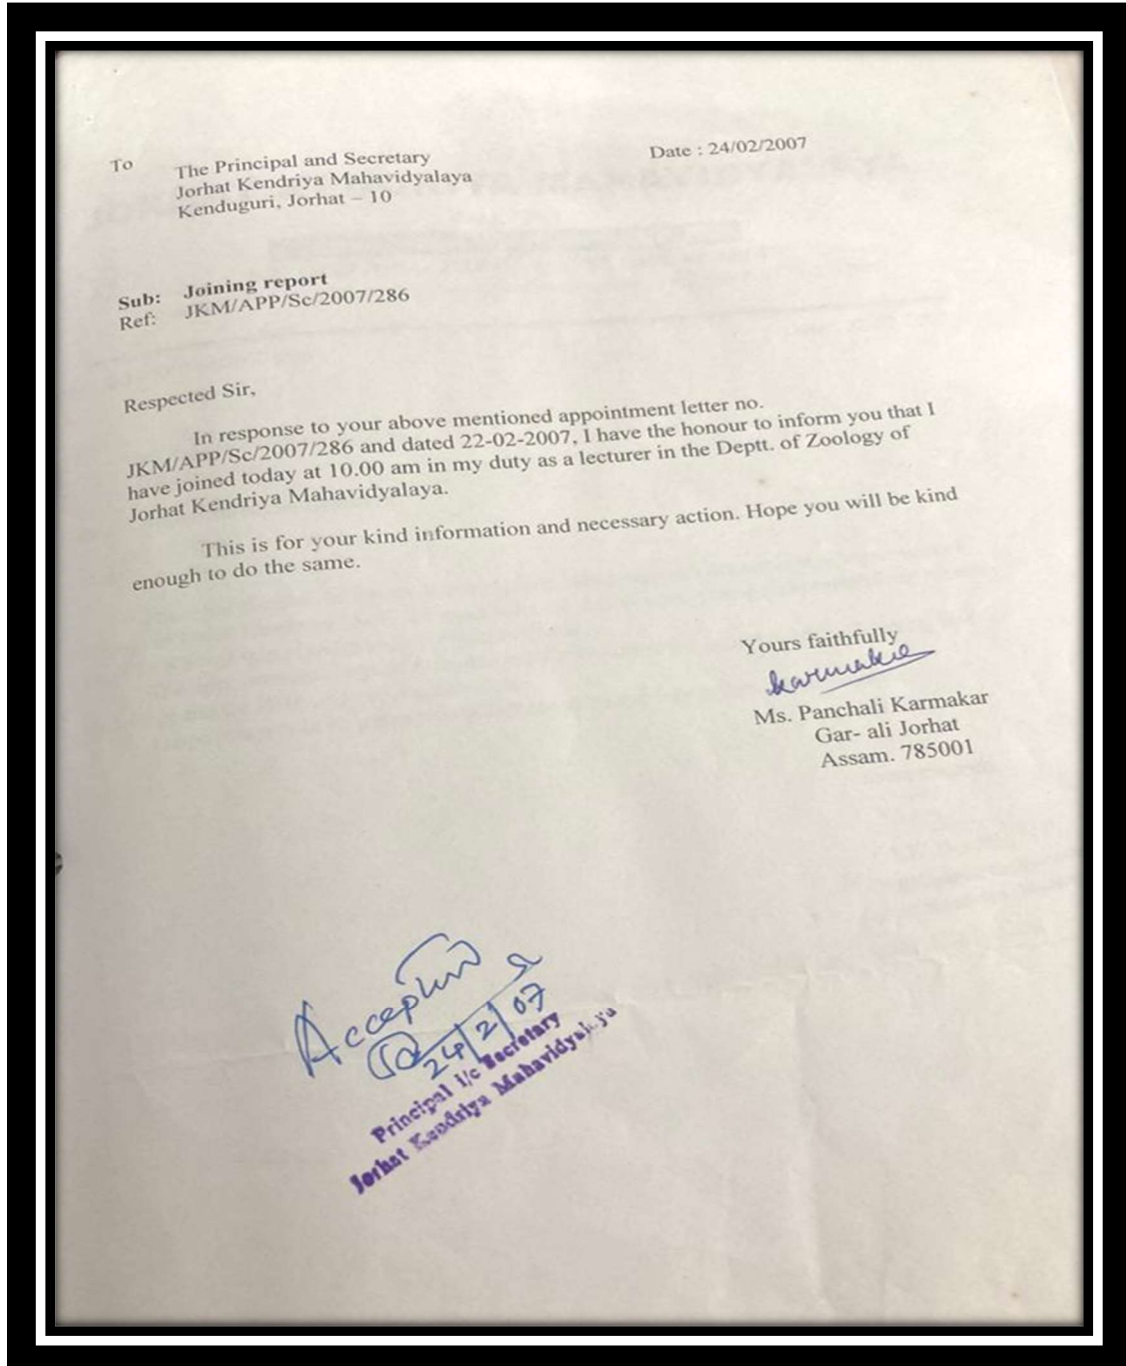 To
The Principal and Secretary
Jorhat Kendriya Mahavidyalaya
Kenduguri, Jorhat – 10
Date : 24/02/2007
Sub: Joining report
Ref: JKM/APP/Sc/2007/286
Respected Sir,
In response to your above mentioned appointment letter no.
JKM/APP/Sc/2007/286 and dated 22-02-2007, I have the honour to inform you that I
have joined today at 10.00 am in my duty as a lecturer in the Deptt. of Zoology of
Jorhat Kendriya Mahavidyalaya.
This is for your kind information and necessary action. Hope you will be kind
enough to do the same.
Yours faithfully
Ms. Panchali Karmakar
Gar- ali Jorhat
Assam. 785001
Accepted
24/2/07
Principal i/c Secretary
Jorhat Kendriya Mahavidyalaya